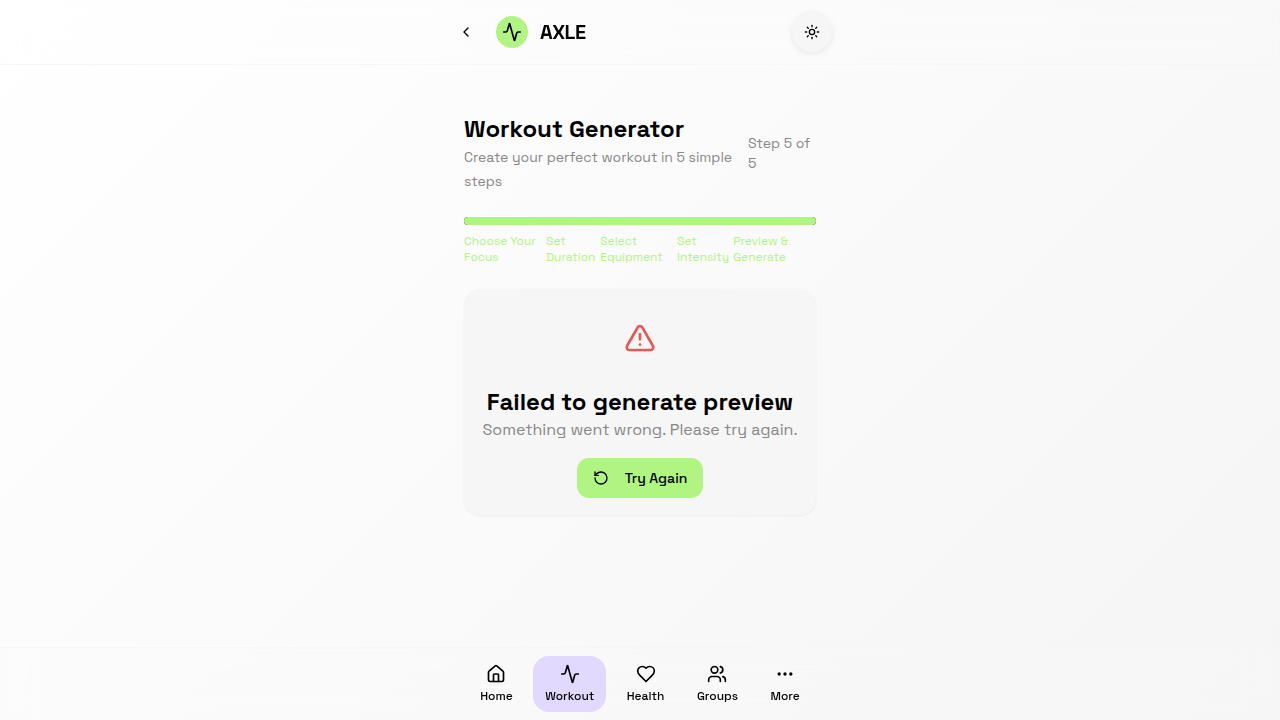 AXLE
Workout Generator
Create your perfect workout in 5 simple
steps
Step 5 of
5
Choose Your
Focus
Set
Duration
Select
Equipment
Set
Intensity
Preview &
Generate
Failed to generate preview
Something went wrong. Please try again.
Try Again
Home
Workout
Health
Groups
More